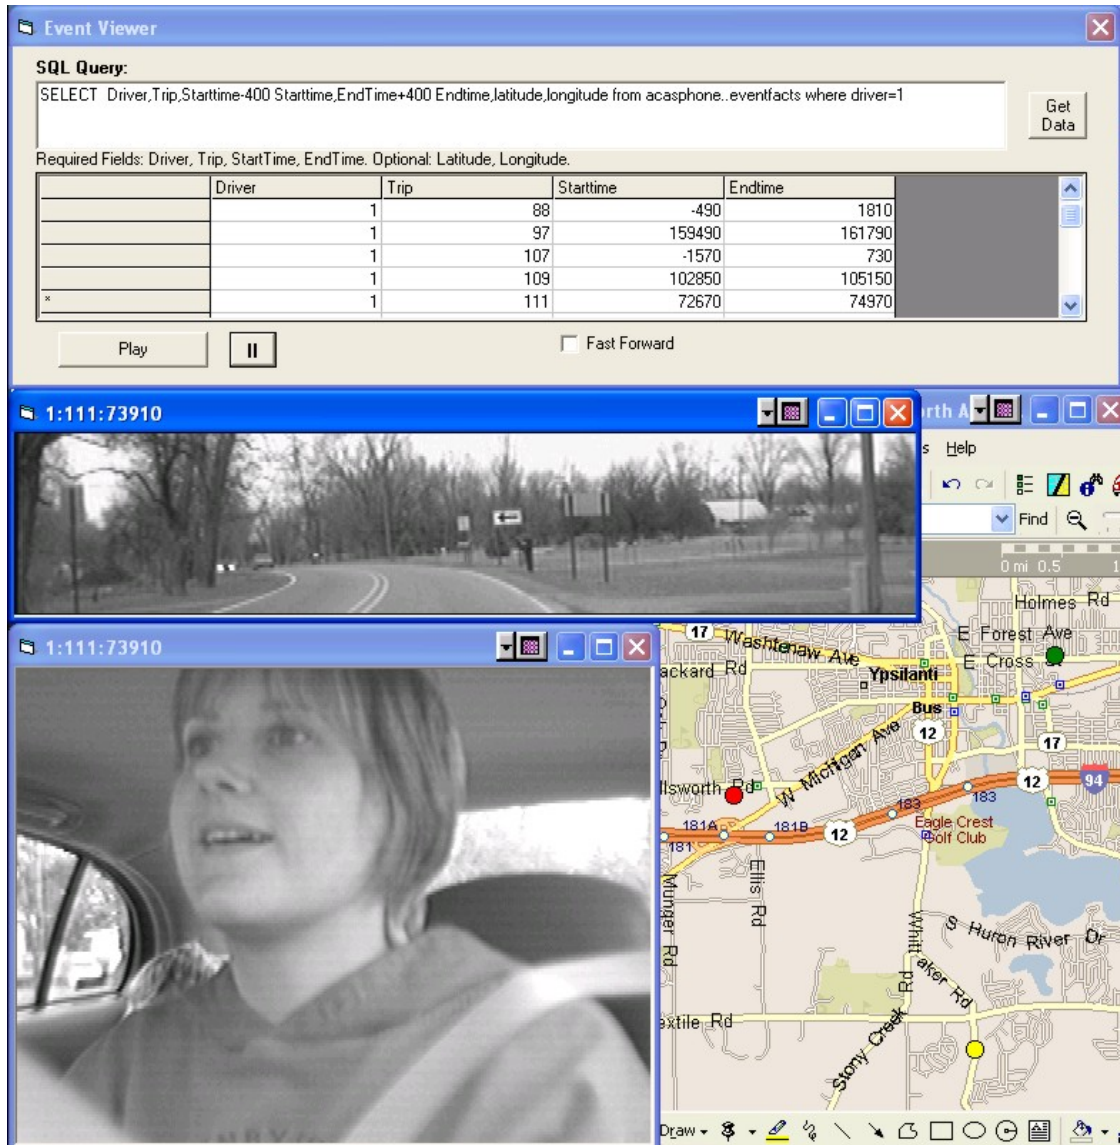 Event Viewer
SQL Query:
SELECT Driver,Trip,Starttime-400 Starttime,EndTime+400 Endtime,latitude,longitude from acasphone..eventfacts where driver=1
Get
Data
Required Fields: Driver, Trip, StartTime, EndTime. Optional: Latitude, Longitude.
Driver Trip Starttime Endtime
1 88 -490 1810
1 97 159490 161790
1 107 -1570 730
1 109 102850 105150
* 1 111 72670 74970
Play
Fast Forward
1:111:73910
Help
Find
0 mi 0.5
1:111:73910
Holmes Rd
17
Washtenaw Ave
E Forest Ave
E Cross
ackard Rd
Ypsilanti
Bus
12
17
W Michigan Ave
llsworth Rd
12
94
183
183
181A
181B
12
181
Eagle Crest
Golf Club
Munger Rd
Ellis Rd
S Huron River Dr
Whittaker Rd
extile Rd
Stony Creek
Rd
Draw